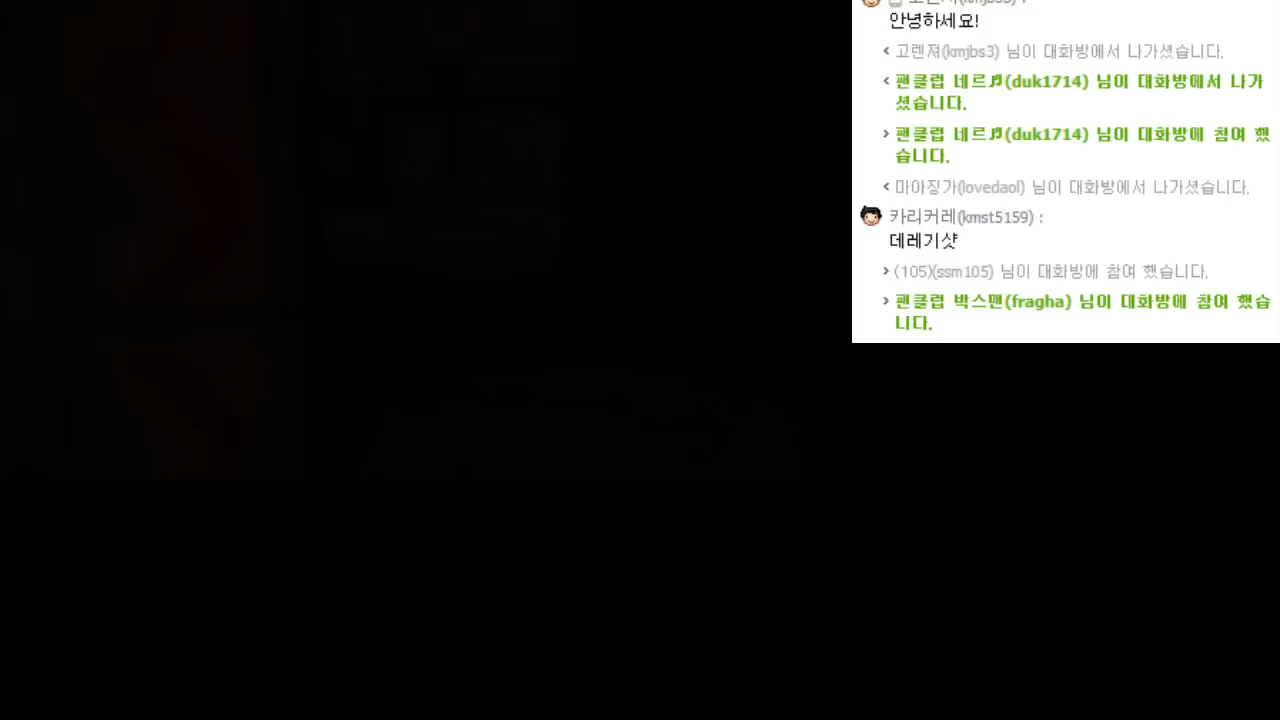 안녕하세요!
< 고렌져(kmjbs3) 님이 대화방에서 나가셨습니다.
< 팬클럽 네르♬(duk1714) 님이 대화방에서 나가
셨습니다.
> 팬클럽 네르♬(duk1714) 님이 대화방에 참여 했
습니다.
< 마아징가(lovedaol) 님이 대화방에서 나가셨습니다.
카리커레(kmst5159) :
데레기샷
> (105)(ssm105) 님이 대화방에 참여 했습니다.
> 팬클럽 박스맨(fragha) 님이 대화방에 참여 했습
니다.